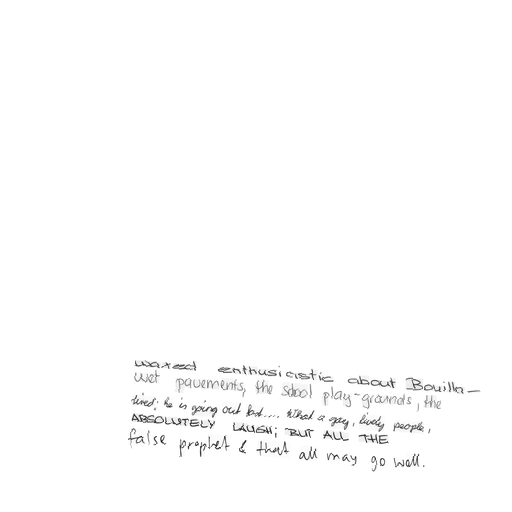 waxed enthusiastic about Bouilla-
wet pavements, the school play-grounds, the
tired: he is going out fast.... What a gay, lively people,
ABSOLUTELY LAUGH; BUT ALL THE
false prophet & that all may go well.